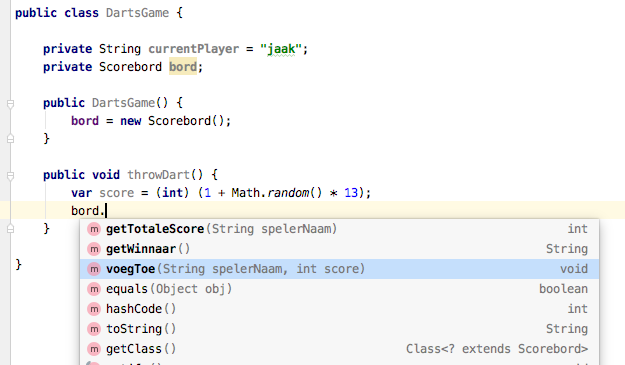 public class DartsGame {
private String currentPlayer = "jaak";
private Scorebord bord;
public DartsGame() {
bord = new Scorebord();
}
public void throwDart() {
var score = (int) (1 + Math.random() * 13);
bord.
m getTotaleScore(String spelerNaam) int
m getWinnaar() String
m voegToe(String spelerNaam, int score) void
m equals(Object obj) boolean
m hashCode() int
m toString() String
m getClass() Class<? extends Scorebord>
}
}